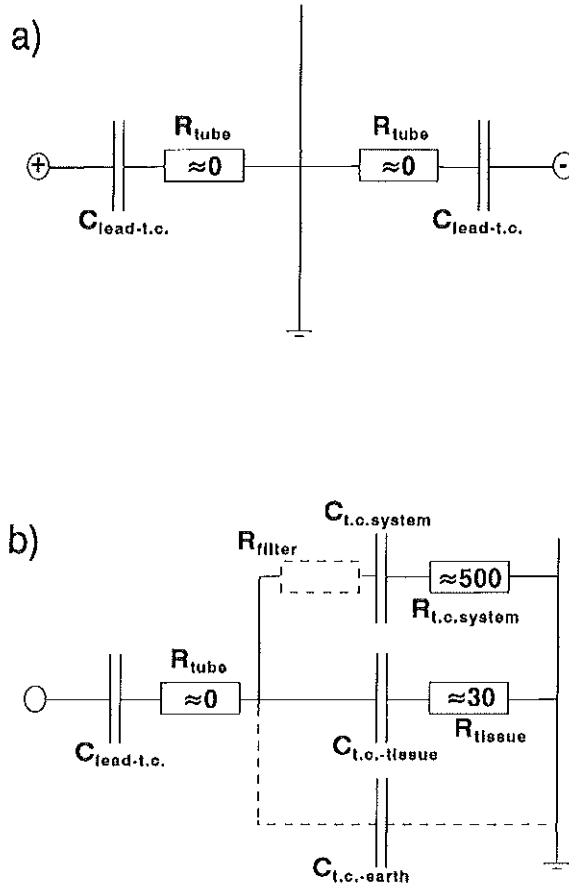 a)
R_tube R_tube
+ ≈0 ≈0 -
C_lead-t.c. C_lead-t.c.
b)
C_t.c.system
R_filter
≈500
R_t.c.system
R_tube
≈0 ≈30
C_lead-t.c. C_t.c.-tissue R_tissue
C_t.c.-earth